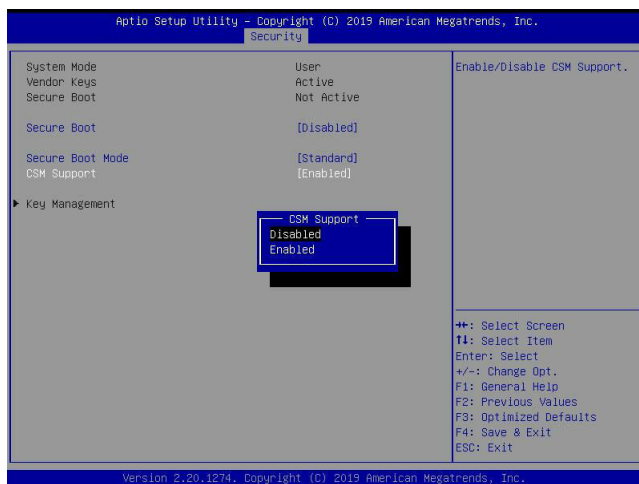 Aptio Setup Utility – Copyright (C) 2019 American Megatrends, Inc.
Security
System Mode User
Vendor Keys Active
Secure Boot Not Active
Secure Boot [Disabled]
Secure Boot Mode [Standard]
CSM Support [Enabled]
Key Management
CSM Support
Disabled
Enabled
Enable/Disable CSM Support.
→←: Select Screen
↑↓: Select Item
Enter: Select
+/-: Change Opt.
F1: General Help
F2: Previous Values
F3: Optimized Defaults
F4: Save & Exit
ESC: Exit
Version 2.20.1274. Copyright (C) 2019 American Megatrends, Inc.